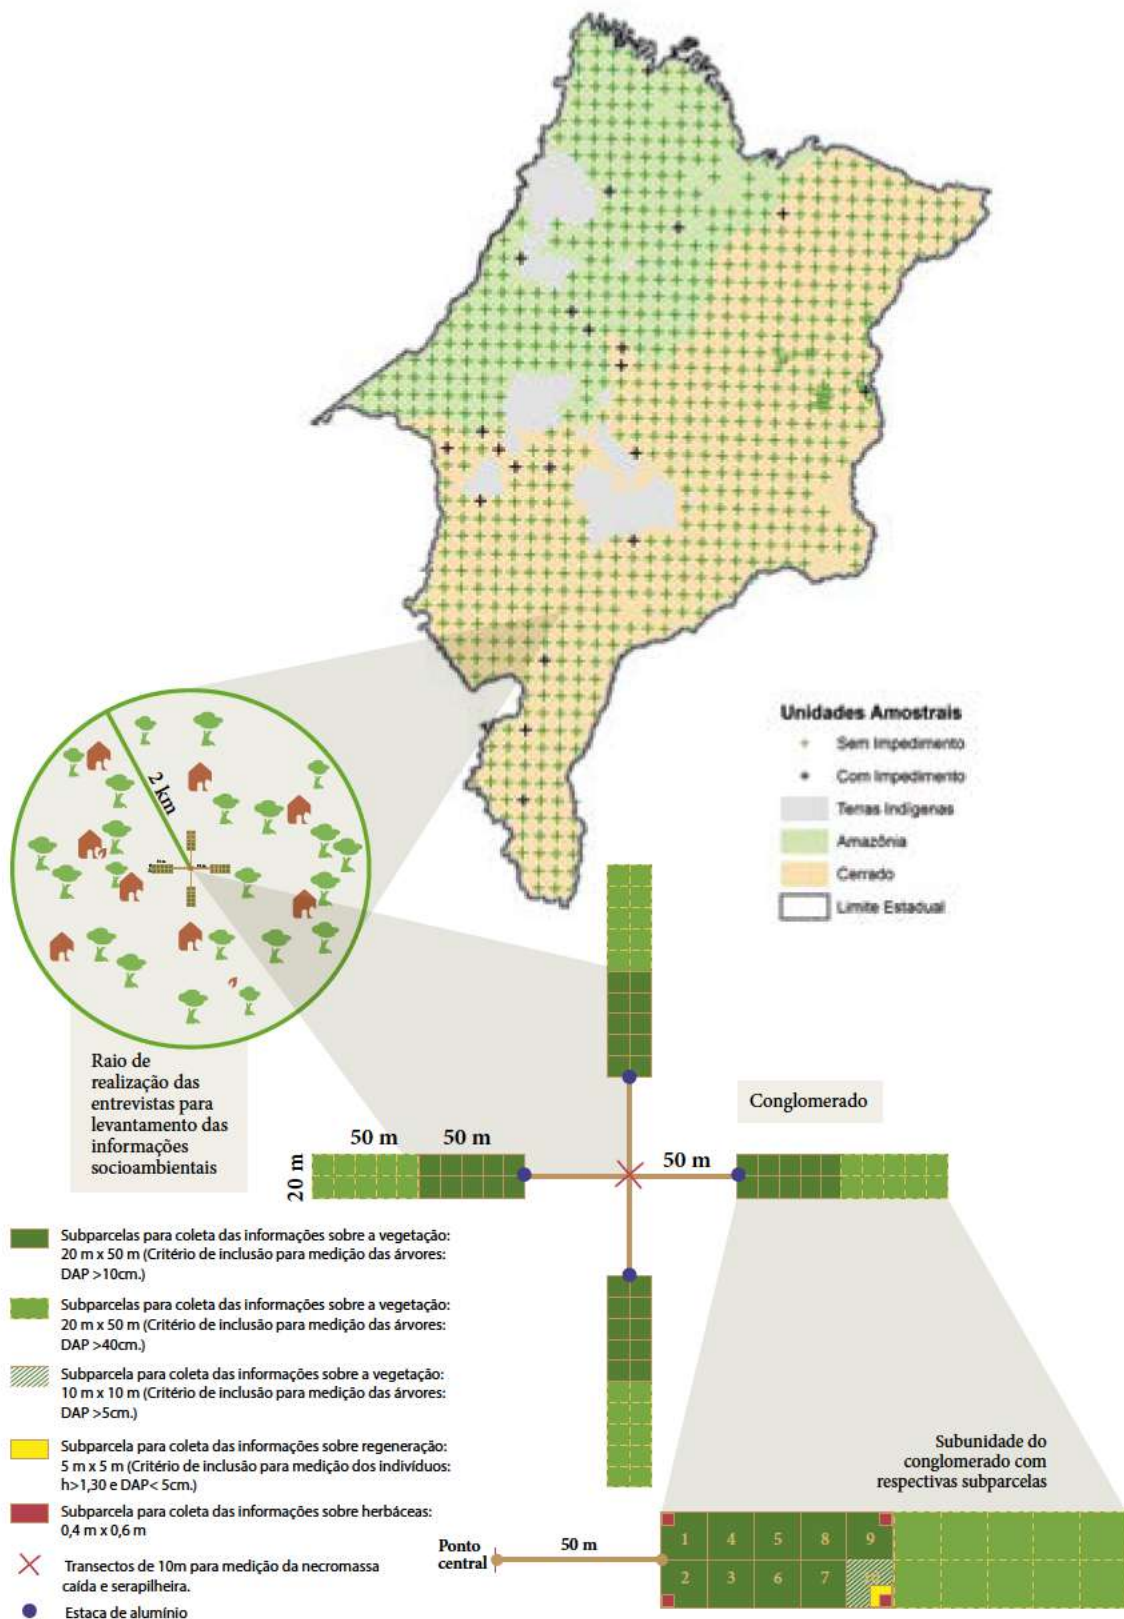 Unidades Amostrais
Sem Impedimento
Com Impedimento
Terras Indígenas
Amazônia
Cerrado
Limite Estadual
2 km
Raio de
realização das
entrevistas para
levantamento das
informações
socioambientais
Conglomerado
50 m
50 m
50 m
20 m
Subparcelas para coleta das informações sobre a vegetação:
20 m x 50 m (Critério de inclusão para medição das árvores:
DAP >10cm.)
Subparcelas para coleta das informações sobre a vegetação:
20 m x 50 m (Critério de inclusão para medição das árvores:
DAP >40cm.)
Subparcela para coleta das informações sobre a vegetação:
10 m x 10 m (Critério de inclusão para medição das árvores:
DAP >5cm.)
Subparcela para coleta das informações sobre regeneração:
5 m x 5 m (Critério de inclusão para medição dos indivíduos:
h>1,30 e DAP< 5cm.)
Subparcela para coleta das informações sobre herbáceas:
0,4 m x 0,6 m
Transectos de 10m para medição da necromassa
caída e serapilheira.
Estaca de alumínio
Subunidade do
conglomerado com
respectivas subparcelas
Ponto
central
50 m
1 4 5 8 9
2 3 6 7 10